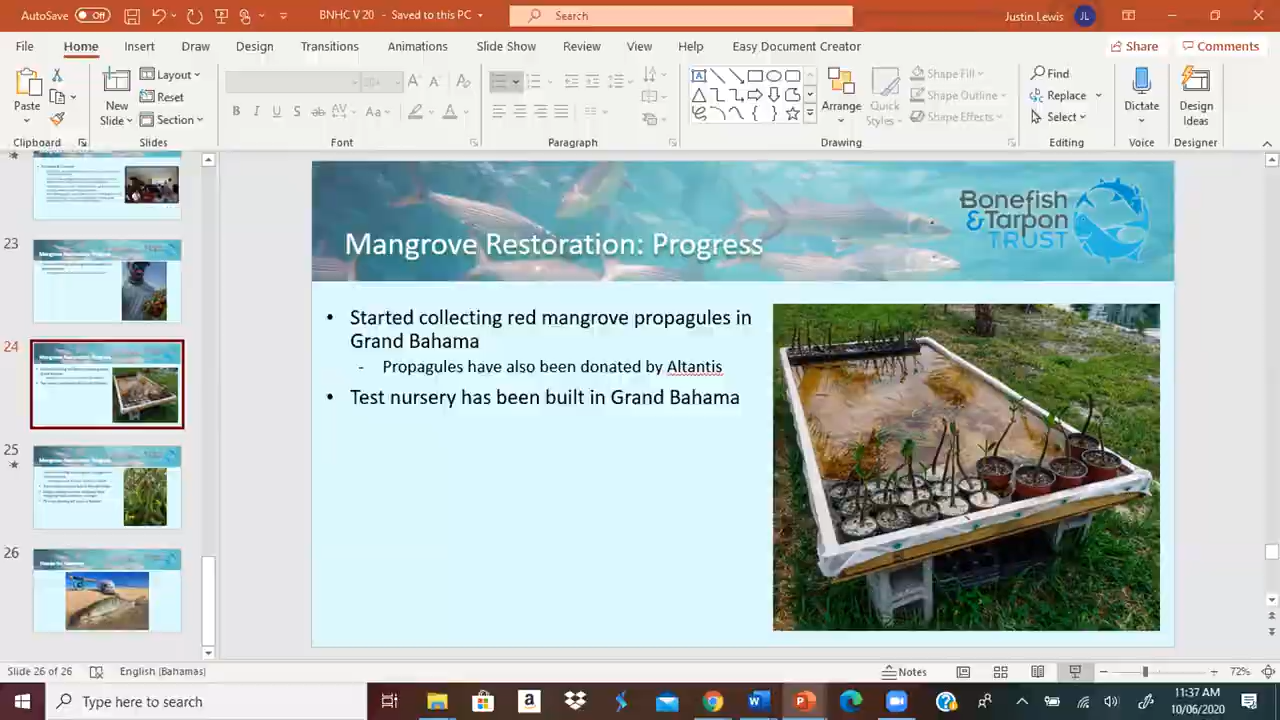 AutoSave Off
BNHC V 20 - Saved to this PC
Search
Justin Lewis JL
File Home Insert Draw Design Transitions Animations Slide Show Review View Help Easy Document Creator Share Comments
Paste
New
Slide
Layout
Reset
Section
B I U S ab AV Aa A
Arrange
Quick
Styles
Shape Fill
Shape Outline
Shape Effects
Find
Replace
Select
Dictate
Design
Ideas
Clipboard Slides Font Paragraph Drawing Editing Voice Designer
23
24
25
26
Bonefish
& Tarpon
TRUST
Mangrove Restoration: Progress
• Started collecting red mangrove propagules in
Grand Bahama
- Propagules have also been donated by Altantis
• Test nursery has been built in Grand Bahama
Slide 26 of 26 English (Bahamas) Notes 72%
Type here to search
11:37 AM
10/06/2020